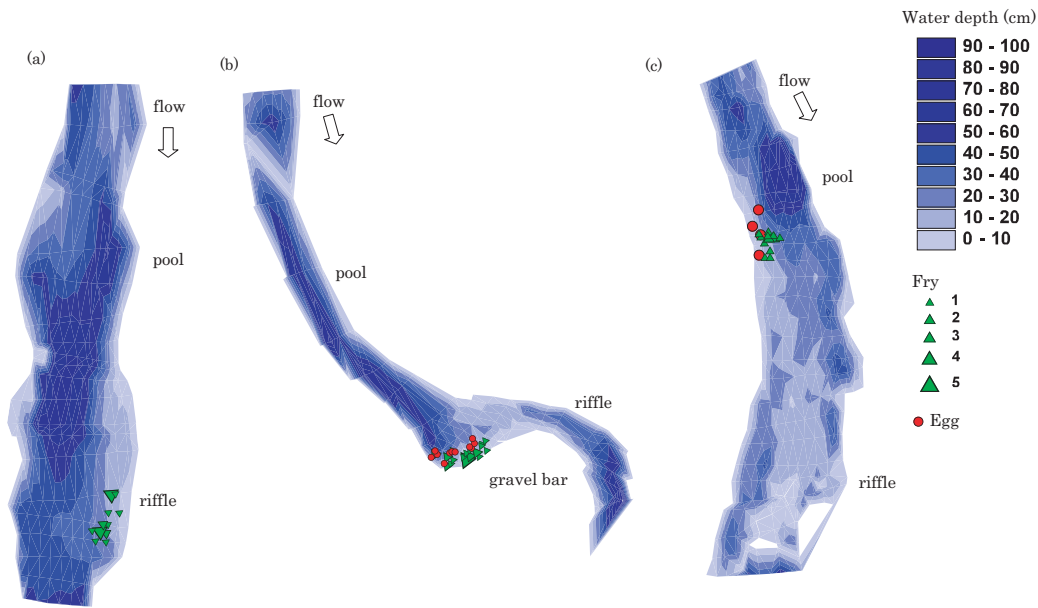 (a)
flow
pool
riffle
(b)
flow
pool
riffle
gravel bar
(c)
flow
pool
riffle
Water depth (cm)
90 - 100
80 - 90
70 - 80
60 - 70
50 - 60
40 - 50
30 - 40
20 - 30
10 - 20
0 - 10
Fry
1
2
3
4
5
Egg